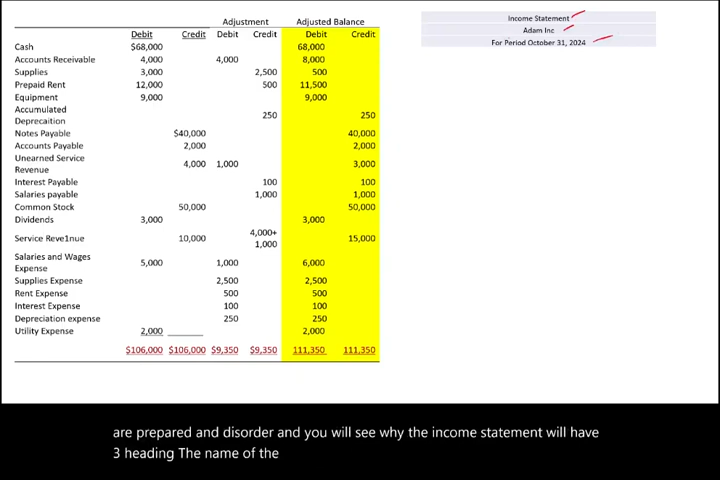 Adjustment Adjusted Balance
Debit Credit Debit Credit Debit Credit
Cash $68,000 68,000
Accounts Receivable 4,000 4,000 8,000
Supplies 3,000 2,500 500
Prepaid Rent 12,000 500 11,500
Equipment 9,000 9,000
Accumulated
Deprecaition 250 250
Notes Payable $40,000 40,000
Accounts Payable 2,000 2,000
Unearned Service
Revenue 4,000 1,000 3,000
Interest Payable 100 100
Salaries payable 1,000 1,000
Common Stock 50,000 50,000
Dividends 3,000 3,000
Service Reve1nue 10,000 4,000+
1,000 15,000
Salaries and Wages
Expense 5,000 1,000 6,000
Supplies Expense 2,500 2,500
Rent Expense 500 500
Interest Expense 100 100
Depreciation expense 250 250
Utility Expense 2,000 2,000
$106,000 $106,000 $9,350 $9,350 111,350 111,350
Income Statement
Adam Inc
For Period October 31, 2024
are prepared and disorder and you will see why the income statement will have
3 heading The name of the